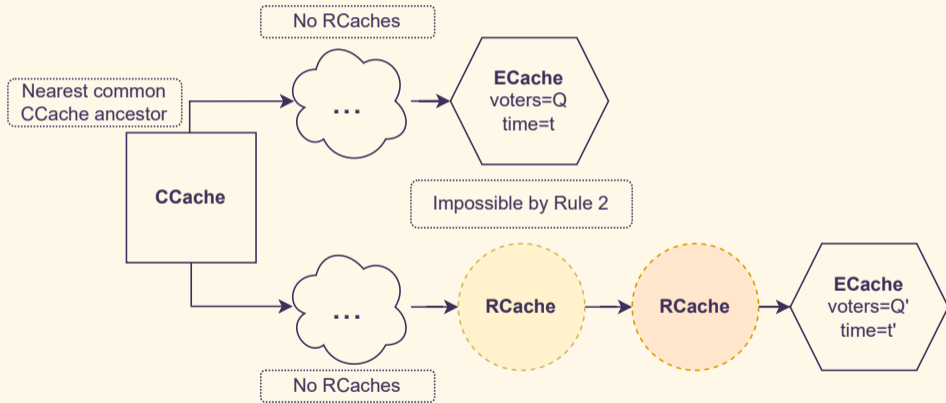 No RCaches
Nearest common
CCache ancestor
...
ECache
voters=Q
time=t
CCache
Impossible by Rule 2
...
RCache
RCache
ECache
voters=Q'
time=t'
No RCaches